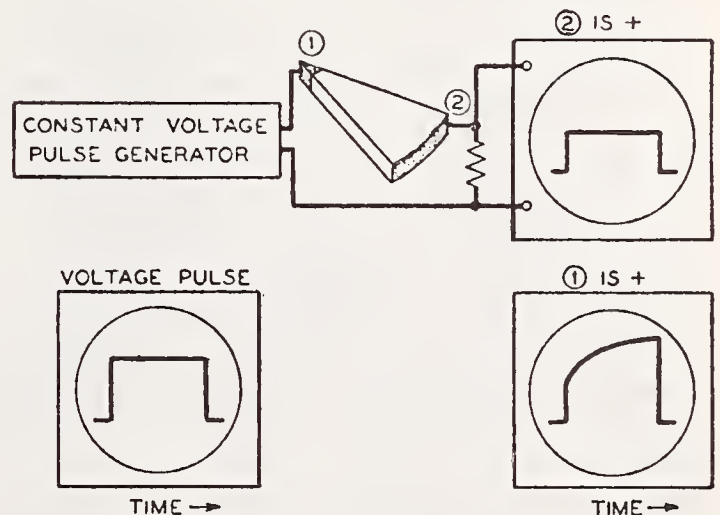 ② IS +
①
②
CONSTANT VOLTAGE
PULSE GENERATOR
VOLTAGE PULSE
① IS +
TIME →
TIME →